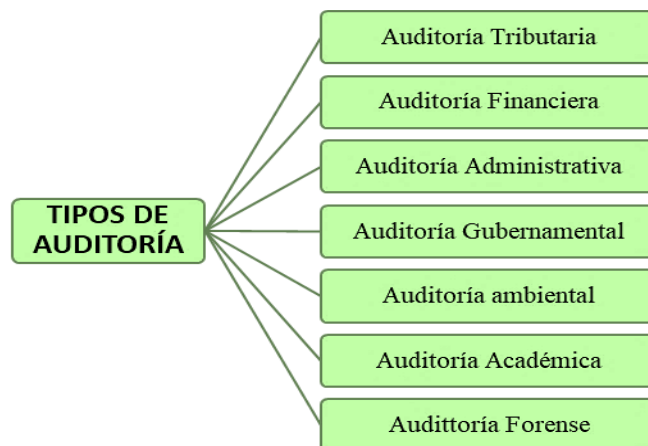 TIPOS DE
AUDITORÍA
Auditoría Tributaria
Auditoría Financiera
Auditoría Administrativa
Auditoría Gubernamental
Auditoría ambiental
Auditoría Académica
Audittoría Forense